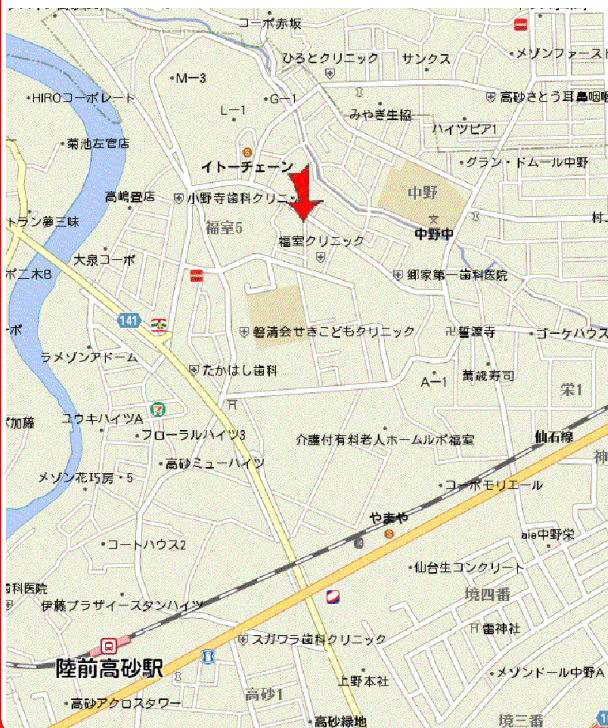 コーポ赤坂
ひろとクリニック
サンクス
メゾンファースト
M-3
HIROコーポレート
G-1
高砂さとう耳鼻咽喉
L-1
みやぎ生協
ハイツピア1
菊池左官店
イトーチェーン
グラン・ドムール中野
高嶋畳店
小野寺歯科クリニ
中野
トラン夢三味
福室5
村上
中野中
福室クリニック
大泉コーポ
ポ二木B
郷家第一歯科医院
141
磐清会せきこどもクリニック
誓渡寺
ゴーケハウス
ラメゾンアドーム
たかはし歯科
A-1
萬歳寿司
栄1
ユウキハイツA
加藤
フローラルハイツ3
介護付有料老人ホームルポ福室
仙石線
高砂ミューハイツ
神
メゾン花巧房・5
コーポモリエール
やまや
コートハウス2
ale中野栄
仙台生コンクリート
歯科医院
境四番
伊藤プラザイースタンハイツ
雷神社
スガワラ歯科クリニック
陸前高砂駅
上野本社
メゾンドール中野A
高砂アクロスタワー
高砂1
高砂緑地
境三番